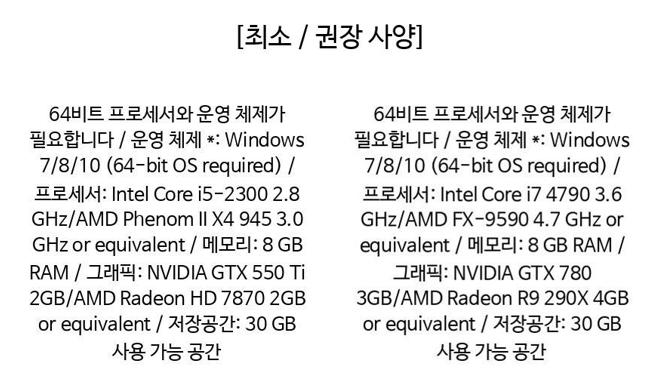 [최소 / 권장 사양]
64비트 프로세서와 운영 체제가
필요합니다 / 운영 체제 *: Windows
7/8/10 (64-bit OS required) /
프로세서: Intel Core i5-2300 2.8
GHz/AMD Phenom II X4 945 3.0
GHz or equivalent / 메모리: 8 GB
RAM / 그래픽: NVIDIA GTX 550 Ti
2GB/AMD Radeon HD 7870 2GB
or equivalent / 저장공간: 30 GB
사용 가능 공간
64비트 프로세서와 운영 체제가
필요합니다 / 운영 체제 *: Windows
7/8/10 (64-bit OS required) /
프로세서: Intel Core i7 4790 3.6
GHz/AMD FX-9590 4.7 GHz or
equivalent / 메모리: 8 GB RAM /
그래픽: NVIDIA GTX 780
3GB/AMD Radeon R9 290X 4GB
or equivalent / 저장공간: 30 GB
사용 가능 공간